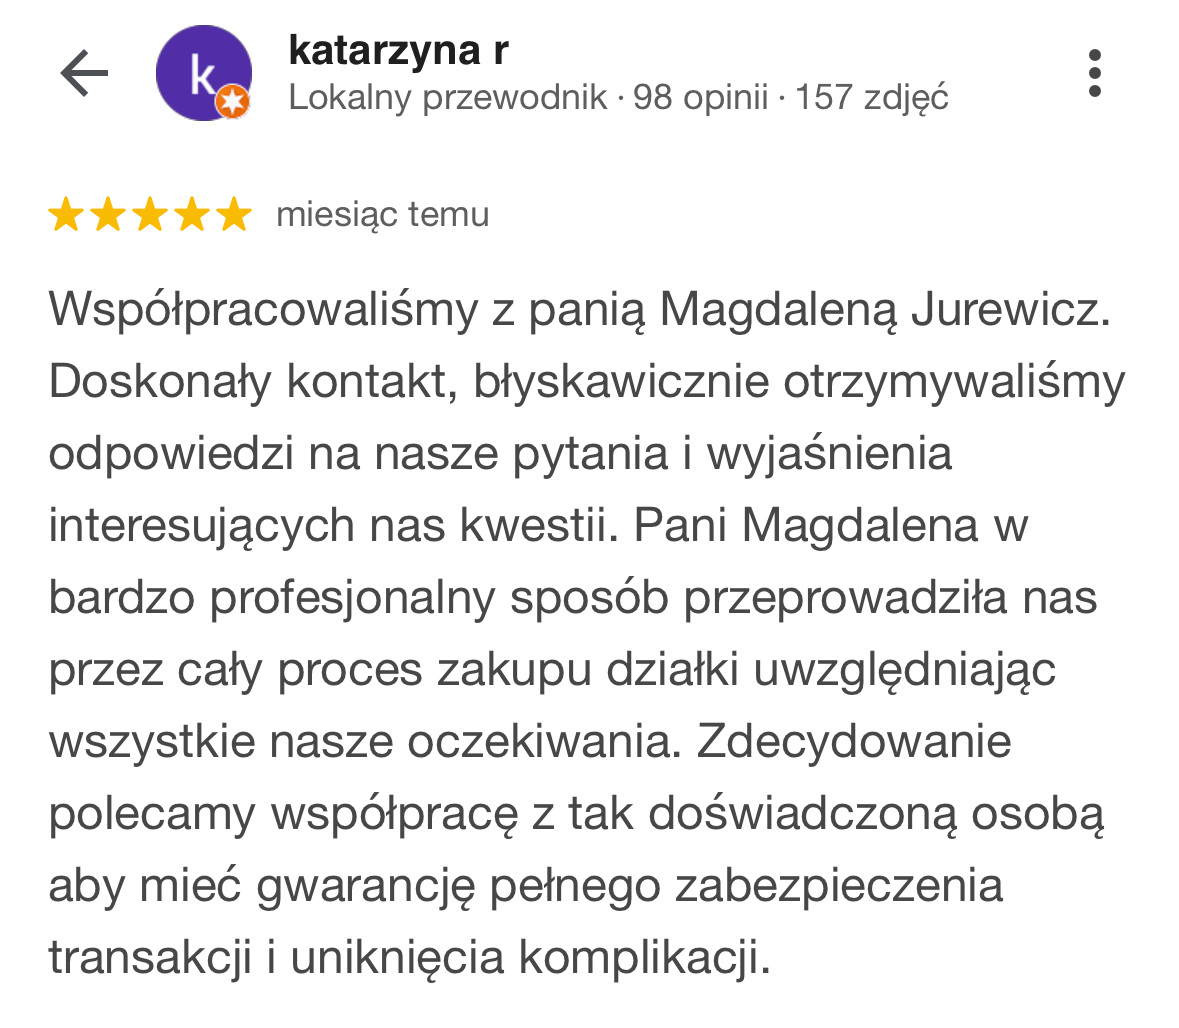 katarzyna r
k
Lokalny przewodnik · 98 opinii · 157 zdjęć
miesiąc temu
Współpracowaliśmy z panią Magdaleną Jurewicz.
Doskonały kontakt, błyskawicznie otrzymywaliśmy
odpowiedzi na nasze pytania i wyjaśnienia
interesujących nas kwestii. Pani Magdalena w
bardzo profesjonalny sposób przeprowadziła nas
przez cały proces zakupu działki uwzględniając
wszystkie nasze oczekiwania. Zdecydowanie
polecamy współpracę z tak doświadczoną osobą
aby mieć gwarancję pełnego zabezpieczenia
transakcji i uniknięcia komplikacji.